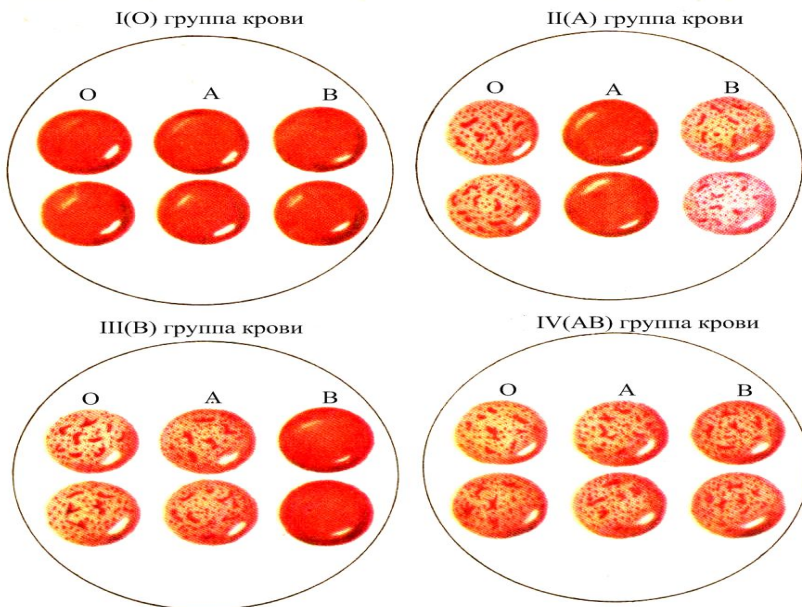 I(O) группа крови
II(A) группа крови
O A B
O A B
III(B) группа крови
IV(AB) группа крови
O A B
O A B